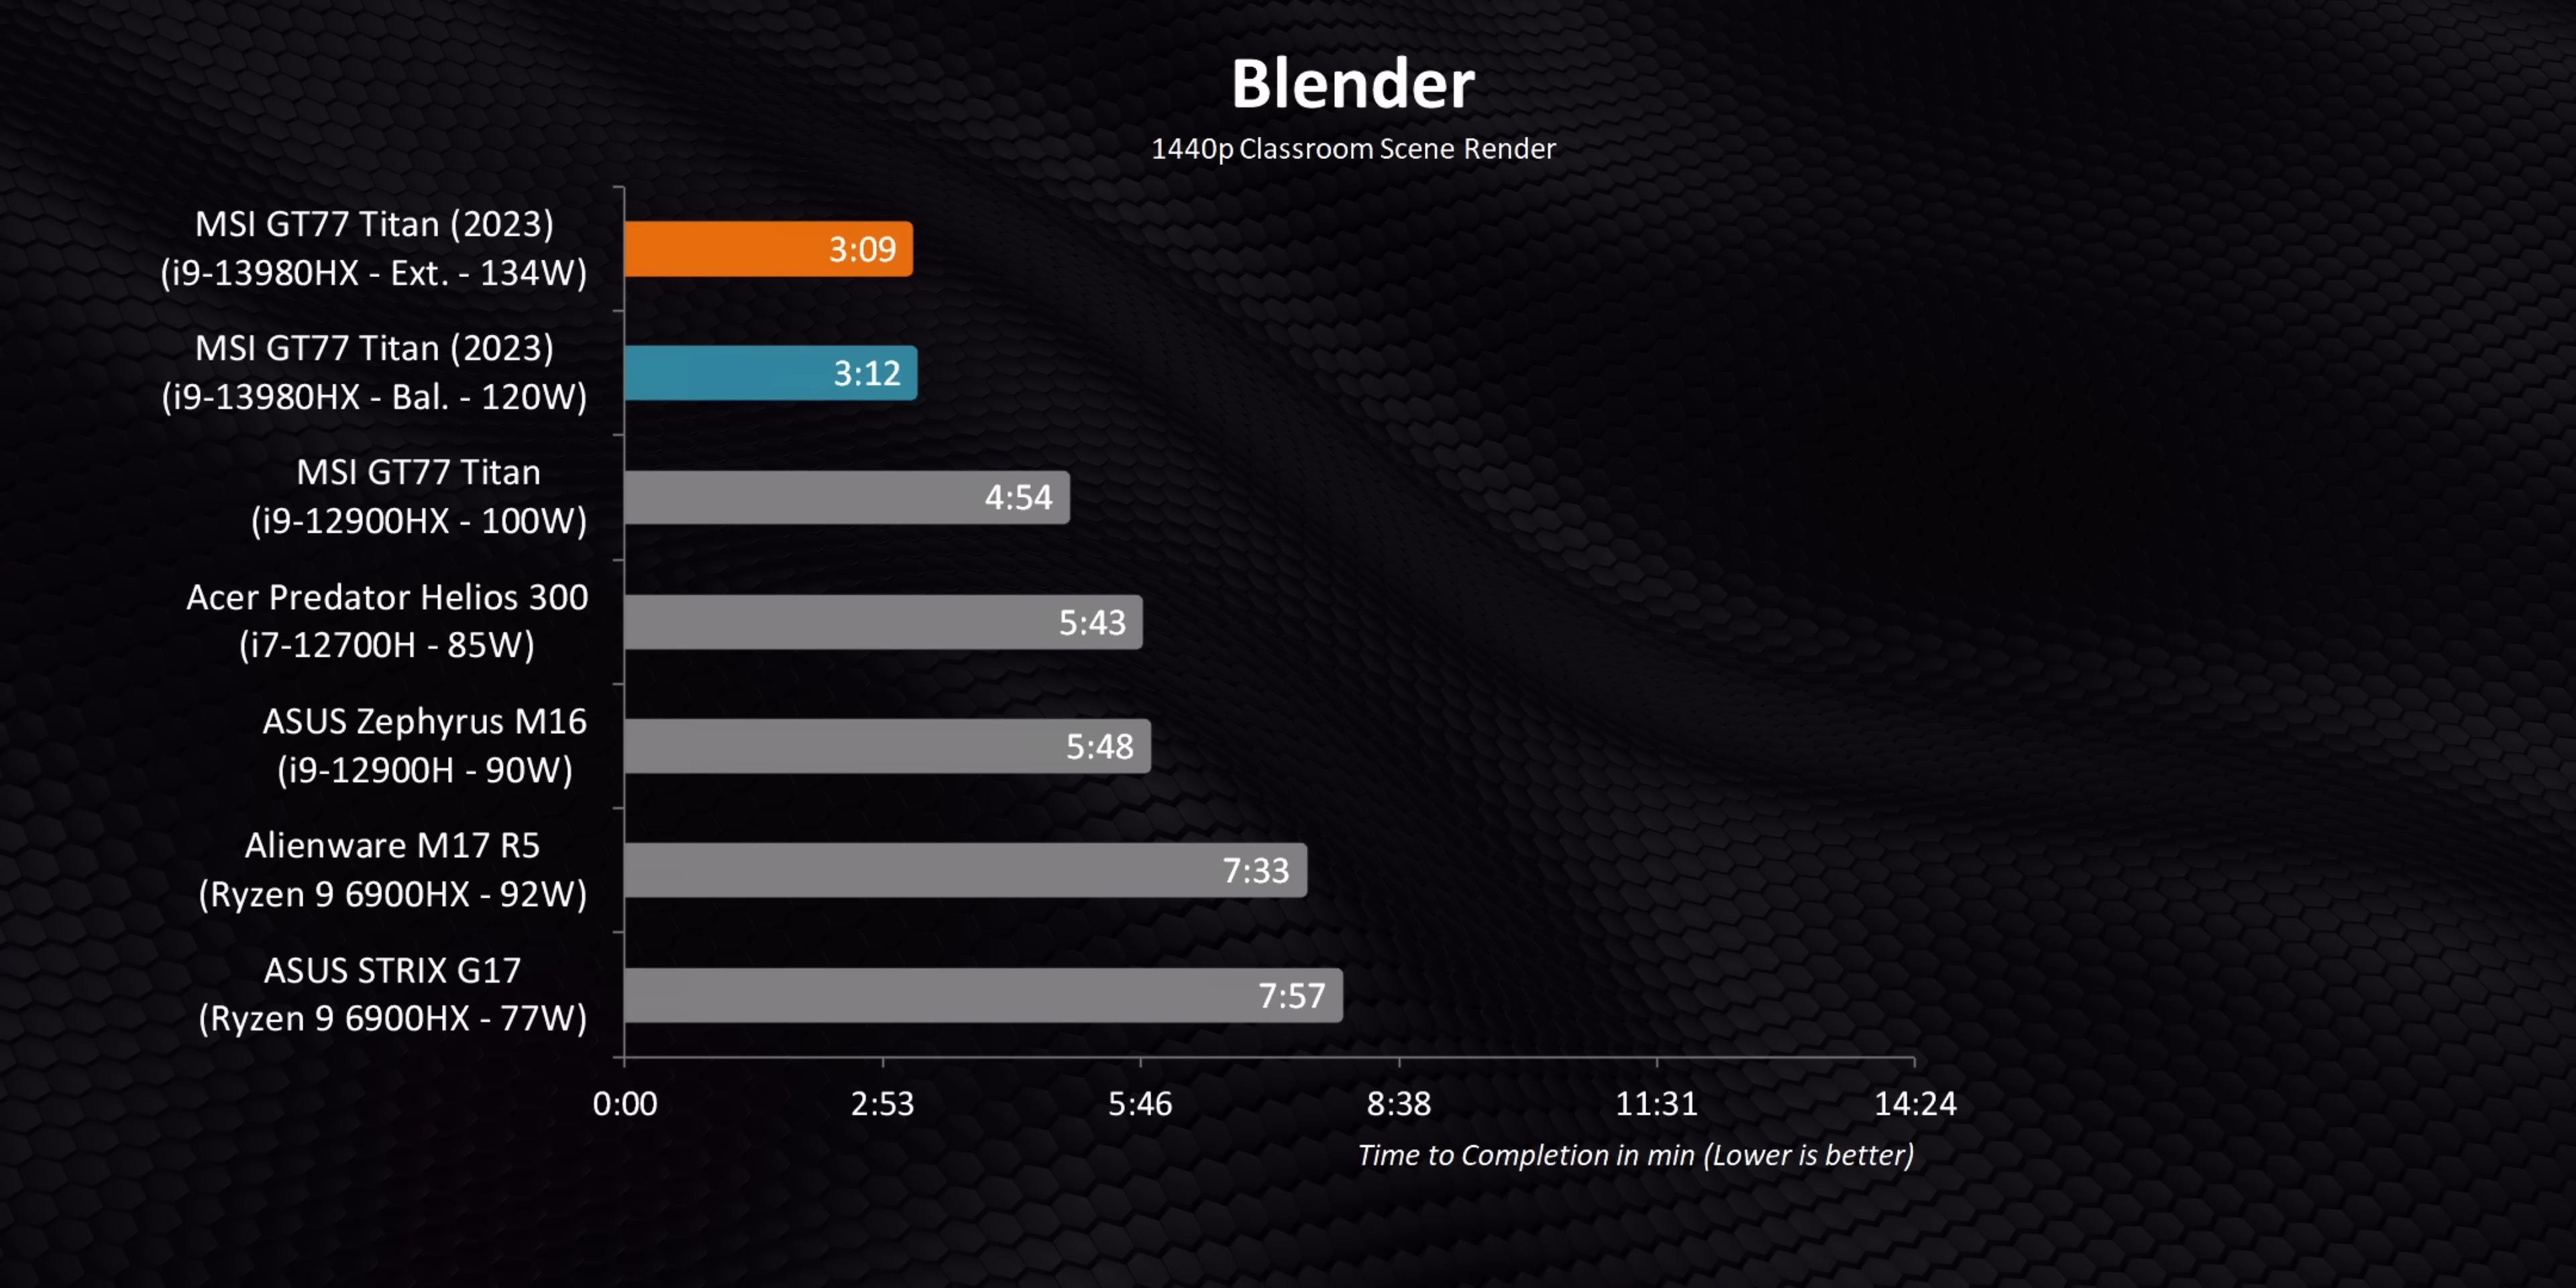 Blender
1440p Classroom Scene Render
MSI GT77 Titan (2023)
(i9-13980HX - Ext. - 134W)
3:09
MSI GT77 Titan (2023)
(i9-13980HX - Bal. - 120W)
3:12
MSI GT77 Titan
(i9-12900HX - 100W)
4:54
Acer Predator Helios 300
(i7-12700H - 85W)
5:43
ASUS Zephyrus M16
(i9-12900H - 90W)
5:48
Alienware M17 R5
(Ryzen 9 6900HX - 92W)
7:33
ASUS STRIX G17
(Ryzen 9 6900HX - 77W)
7:57
0:00 2:53 5:46 8:38 11:31 14:24
Time to Completion in min (Lower is better)